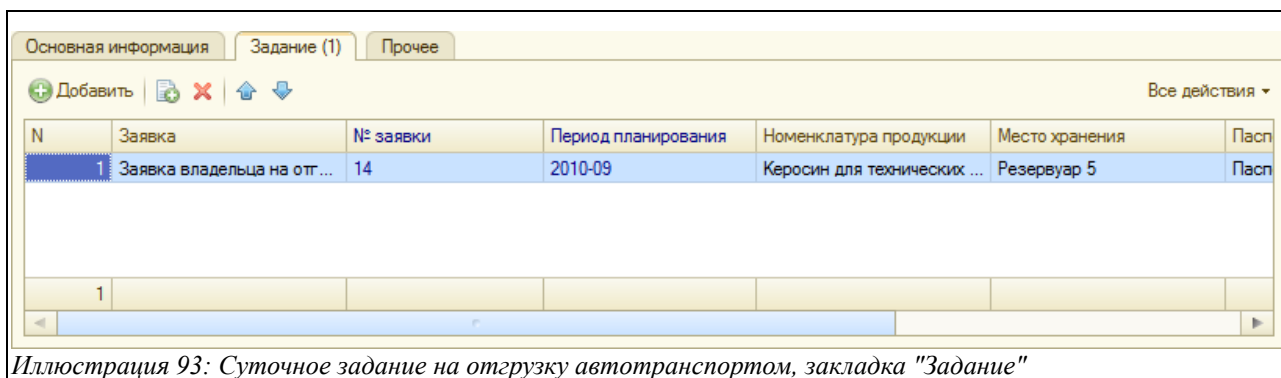 Основная информация Задание (1) Прочее
Добавить Все действия
N Заявка № заявки Период планирования Номенклатура продукции Место хранения Пасп
1 Заявка владельца на отг... 14 2010-09 Керосин для технических ... Резервуар 5 Пасп
1
Иллюстрация 93: Суточное задание на отгрузку автотранспортом, закладка "Задание"